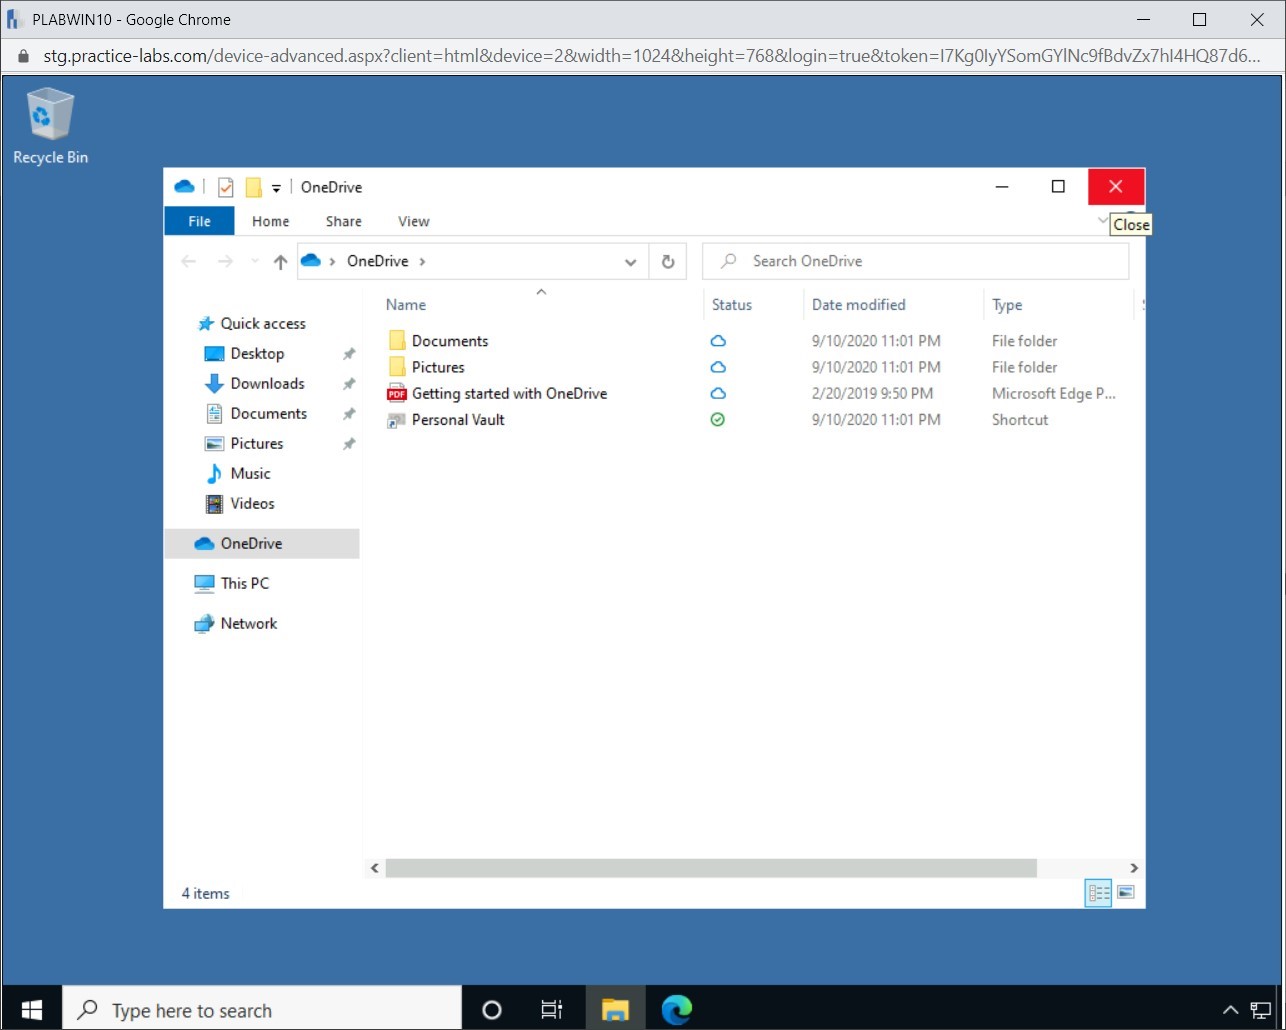 PLABWIN10 - Google Chrome
stg.practice-labs.com/device-advanced.aspx?client=html&device=2&width=1024&height=768&login=true&token=I7Kg0IyYSomGYlNc9fBdvZx7hI4HQ87d6...
Recycle Bin
OneDrive
File Home Share View
Close
OneDrive
Search OneDrive
Name Status Date modified Type
Quick access
Desktop
Downloads
Documents
Pictures
Music
Videos
OneDrive
This PC
Network
Documents 9/10/2020 11:01 PM File folder
Pictures 9/10/2020 11:01 PM File folder
PDF Getting started with OneDrive 2/20/2019 9:50 PM Microsoft Edge P...
Personal Vault 9/10/2020 11:01 PM Shortcut
4 items
Type here to search